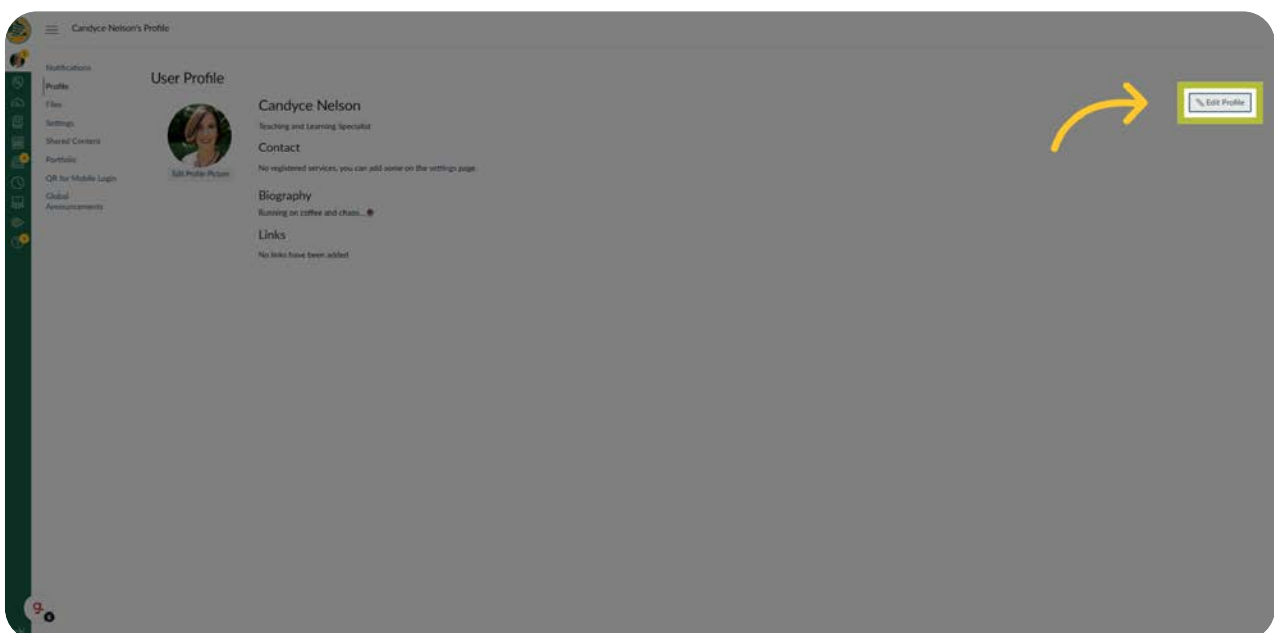 Candyce Nelson's Profile
Notifications
Profile
Files
Settings
Shared Content
Portfolio
QR for Mobile Login
Global
Announcements
User Profile
Edit Profile Picture
Candyce Nelson
Teaching and Learning Specialist
Contact
No registered services, you can add some on the settings page.
Biography
Running on coffee and chaos...
Links
No links have been added
Edit Profile
g.